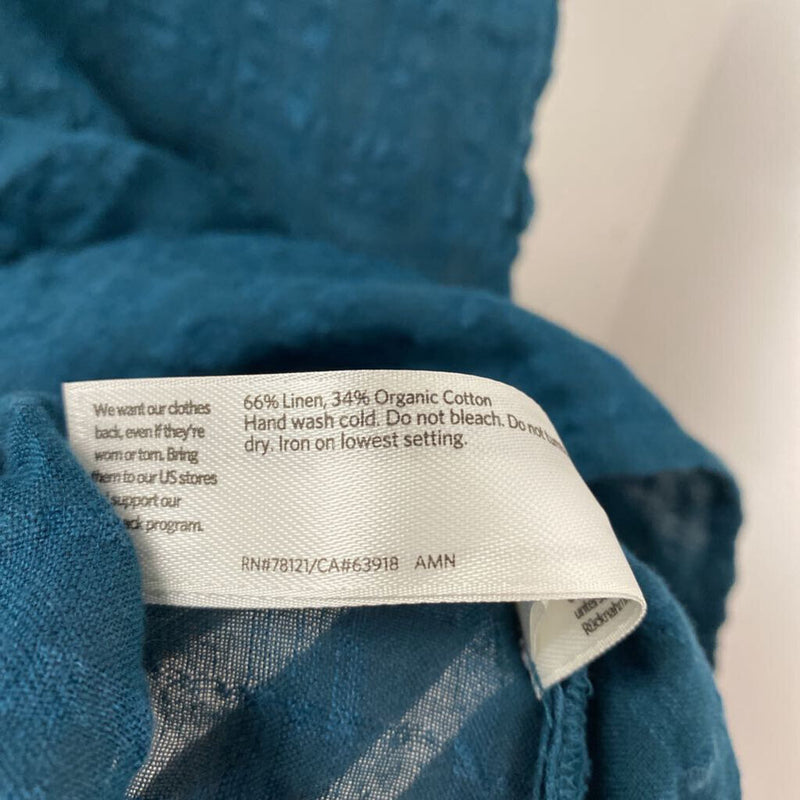 We want our clothes
back, even if they're
worn or torn. Bring
them to our US stores
support our
program.
66% Linen, 34% Organic Cotton
Hand wash cold. Do not bleach. Do not
dry. Iron on lowest setting.
RN#78121/CA#63918 AMN
unter
Rücknahm